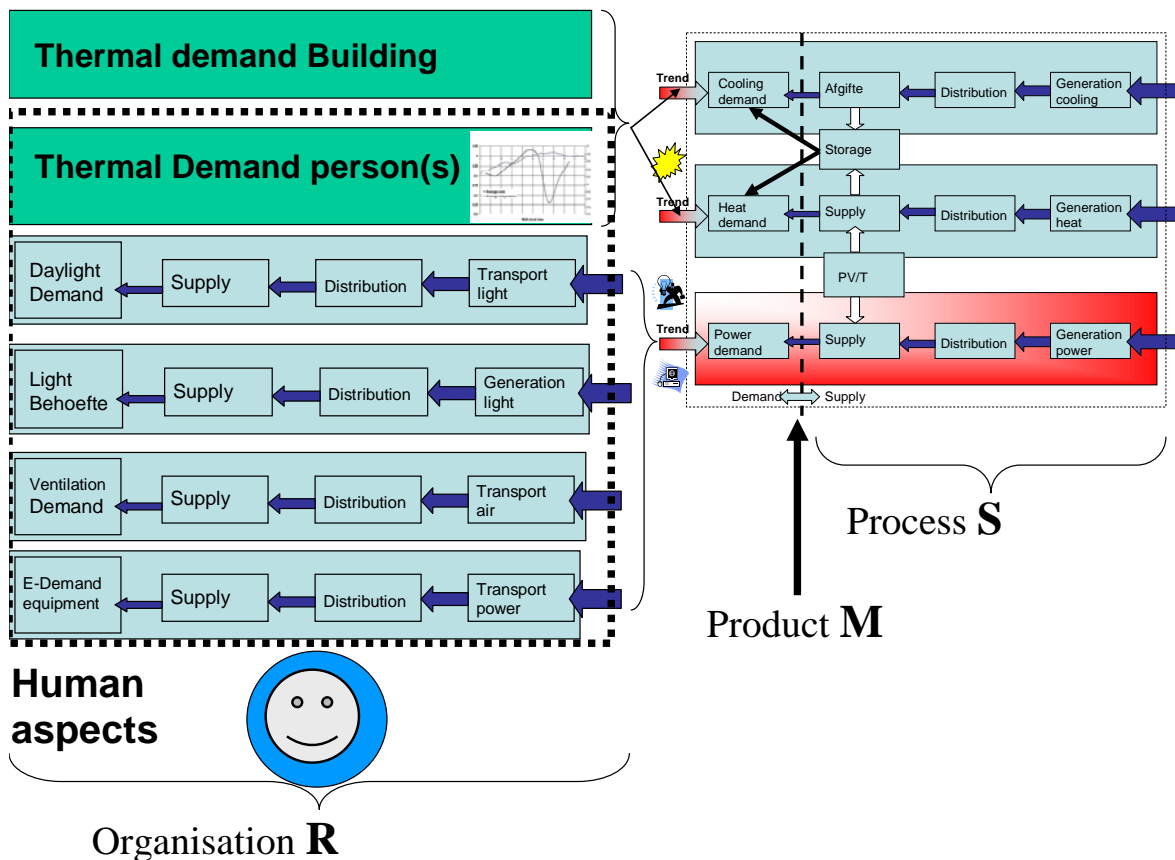 Thermal demand Building
Thermal Demand person(s)
Daylight
Demand
Supply
Distribution
Transport
light
Light
Behoefte
Supply
Distribution
Generation
light
Ventilation
Demand
Supply
Distribution
Transport
air
E-Demand
equipment
Supply
Distribution
Transport
power
Human
aspects
Organisation R
Trend
Cooling
demand
Afgifte
Distribution
Generation
cooling
Storage
Trend
Heat
demand
Supply
Distribution
Generation
heat
PV/T
Trend
Power
demand
Supply
Distribution
Generation
power
Demand
Supply
Process S
Product M